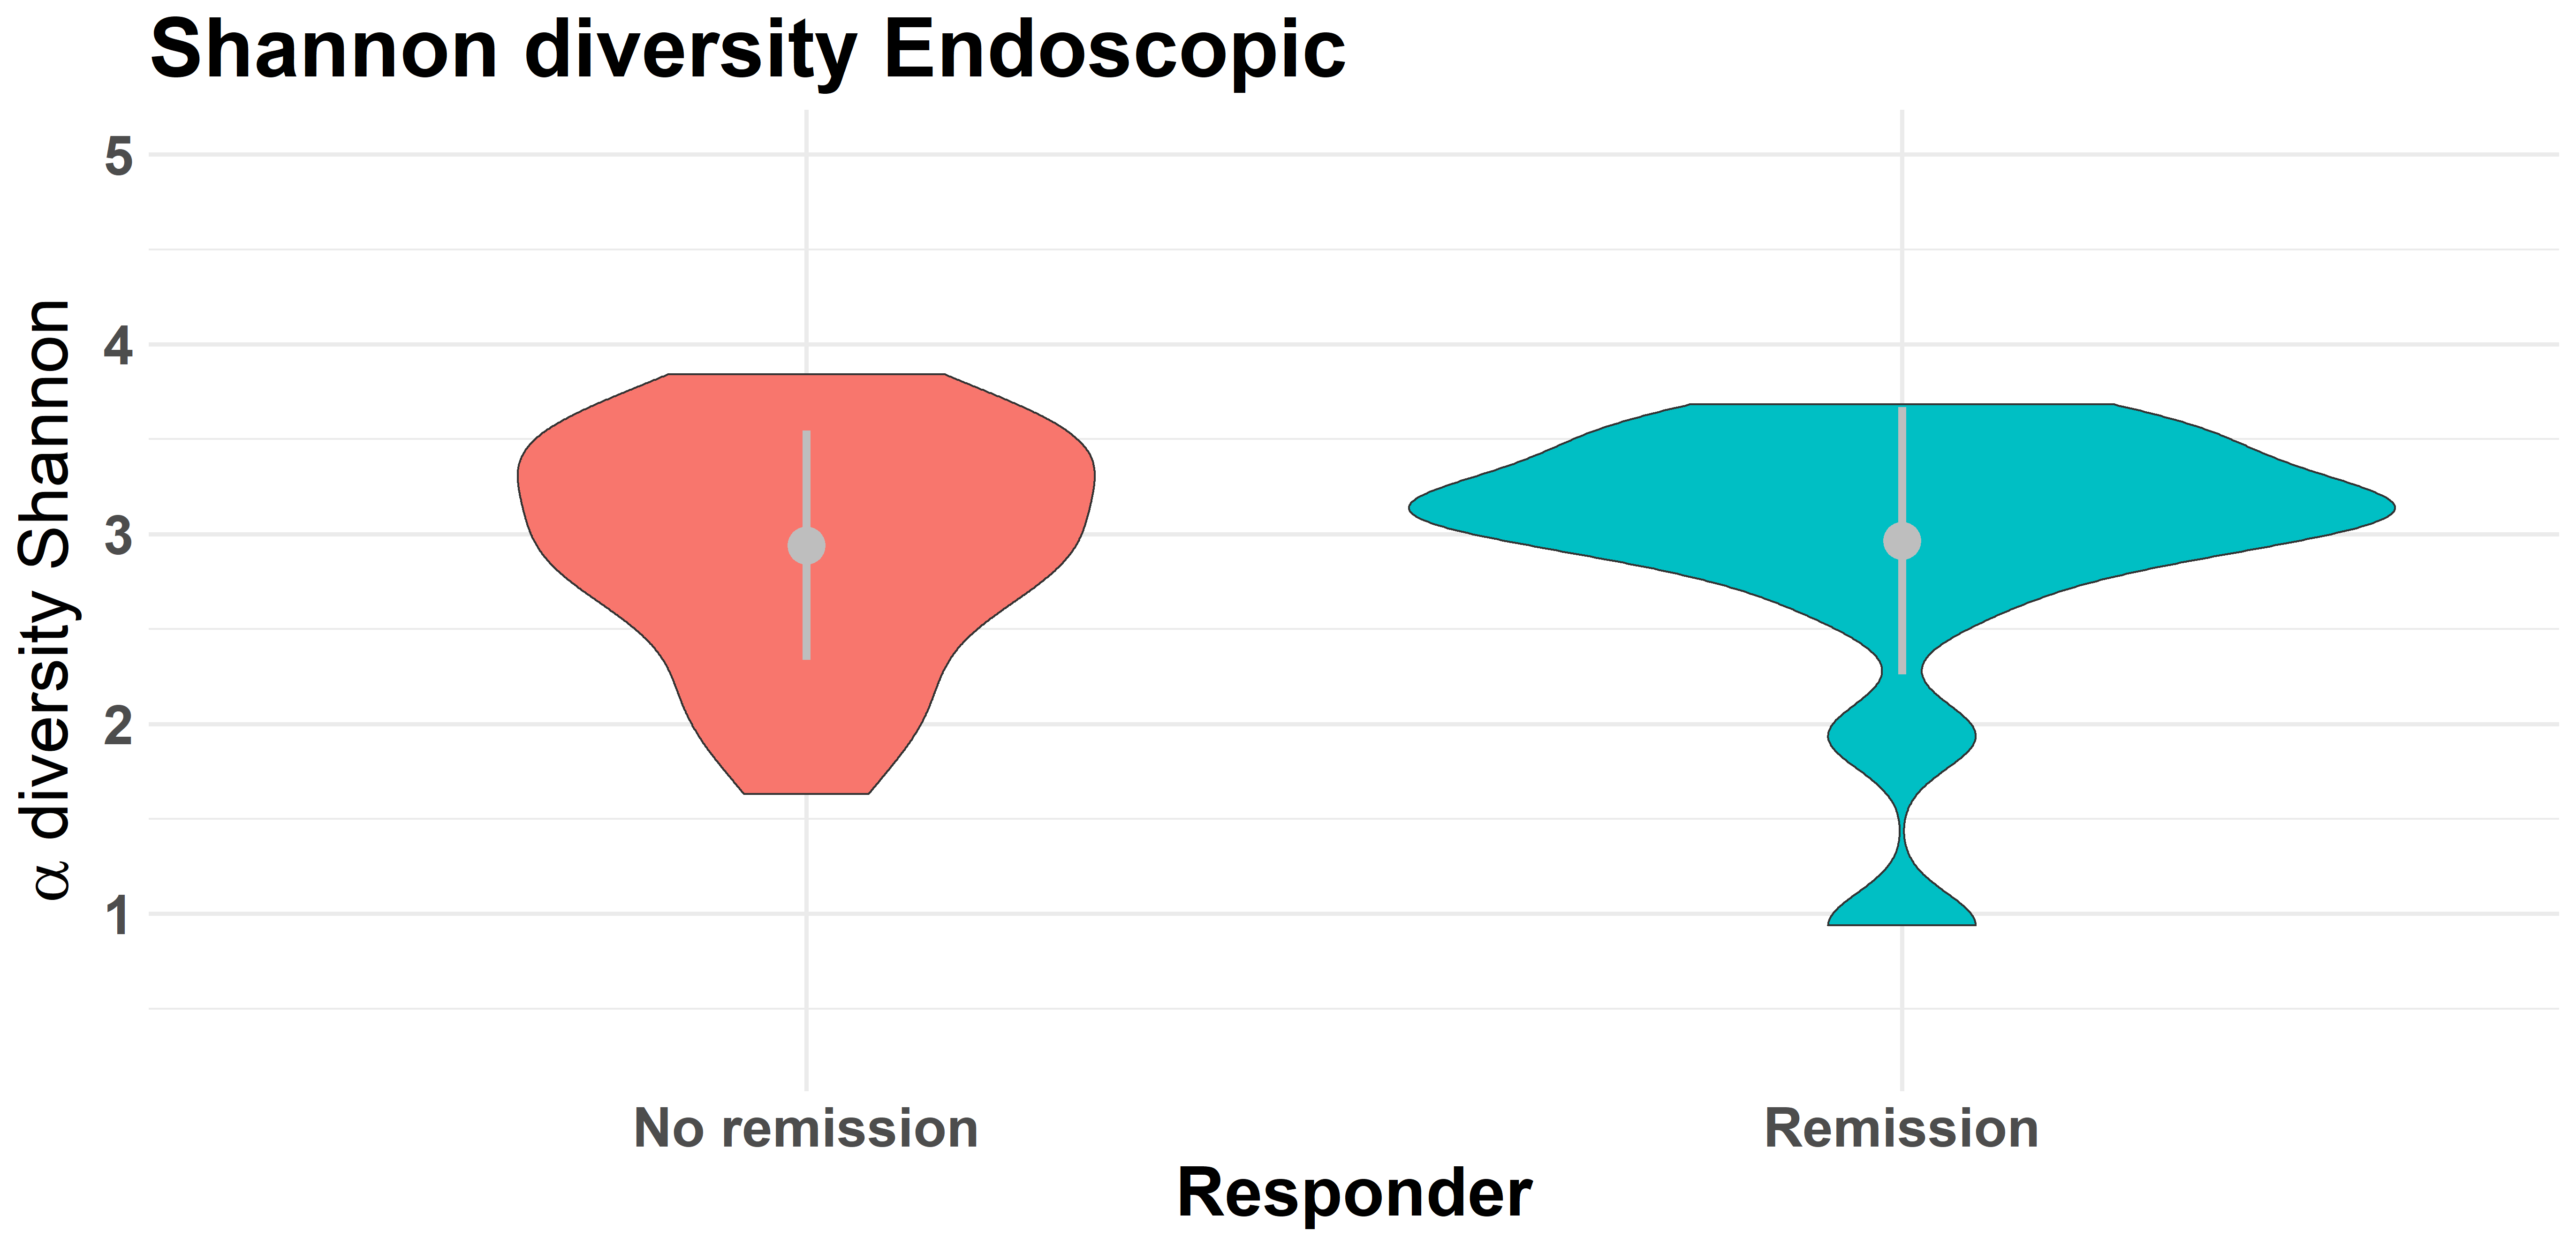 Shannon diversity Endoscopic
α diversity Shannon
5
4
3
2
1
No remission
Remission
Responder